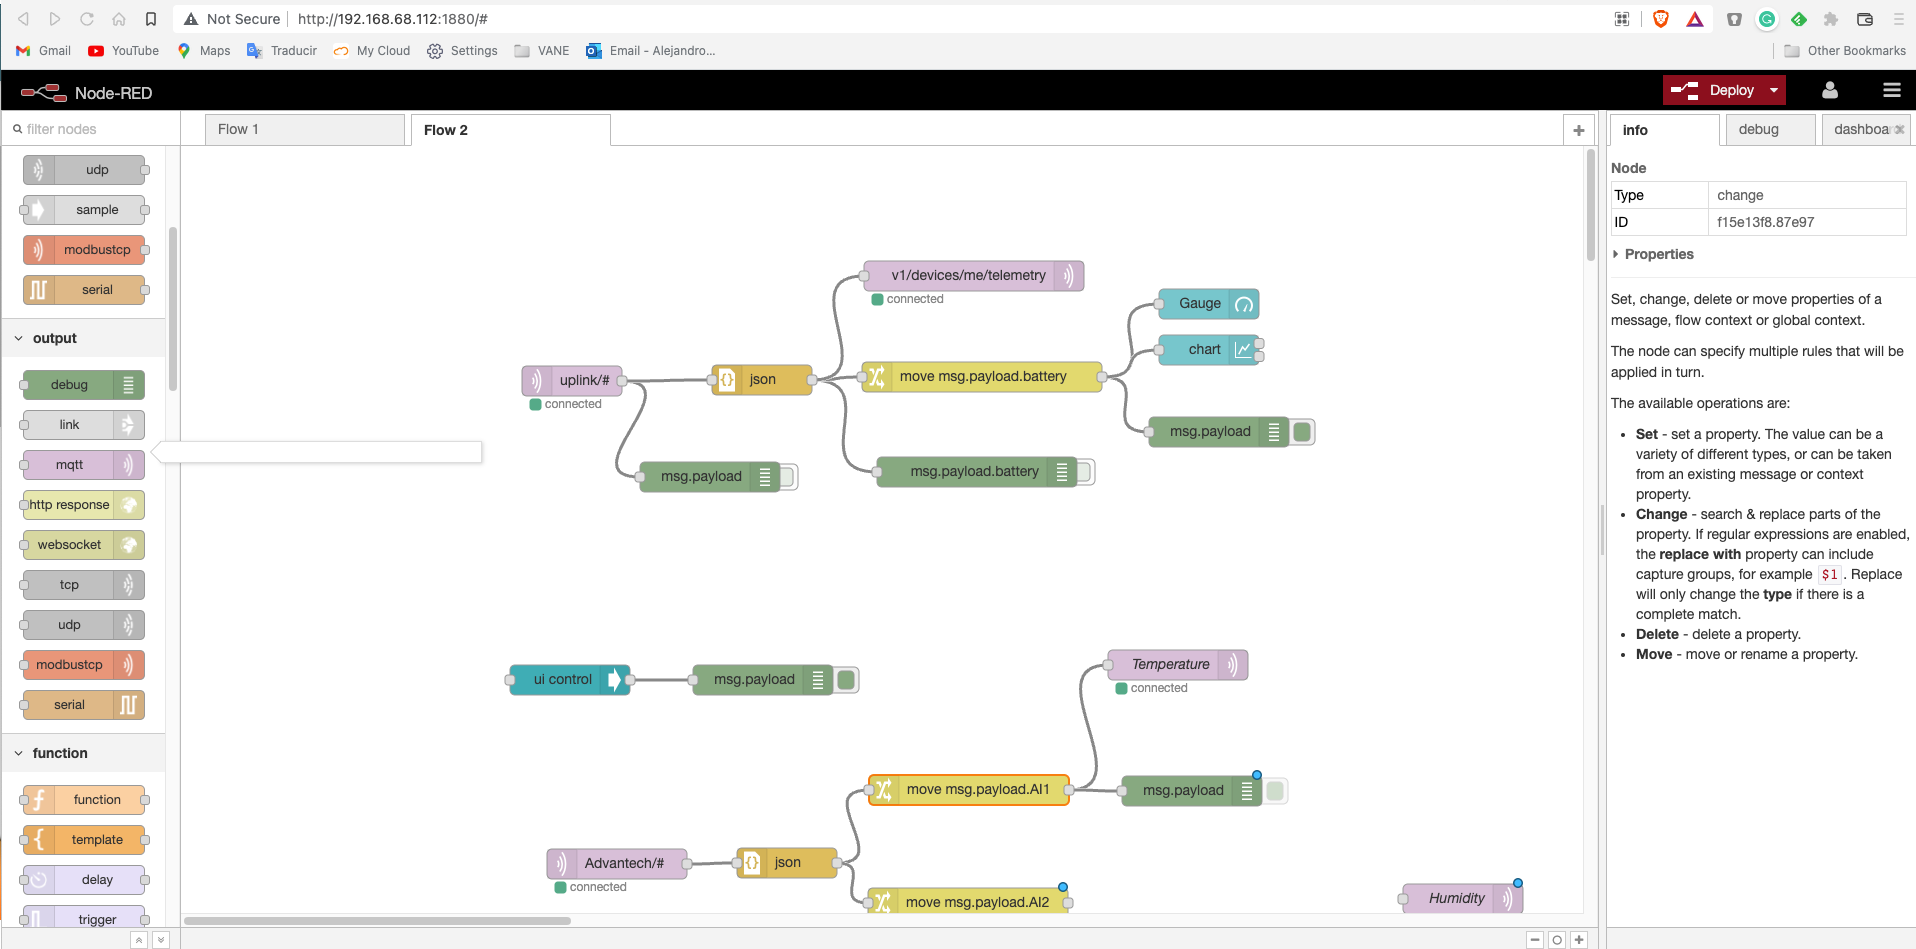 Not Secure http://192.168.68.112:1880/#
Gmail YouTube Maps Traducir My Cloud Settings VANE Email - Alejandro... Other Bookmarks
Node-RED Deploy
filter nodes
udp
sample
modbustcp
serial
output
debug
link
mqtt
http response
websocket
tcp
udp
modbustcp
serial
function
function
template
delay
trigger
Flow 1
Flow 2
v1/devices/me/telemetry
connected
Gauge
chart
uplink/#
connected
json
move msg.payload.battery
msg.payload
msg.payload
msg.payload.battery
ui control
msg.payload
Temperature
connected
move msg.payload.AI1
msg.payload
Advantech/#
connected
json
move msg.payload.AI2
Humidity
info
debug
dashboa
Node
Type change
ID f15e13f8.87e97
Properties
Set, change, delete or move properties of a
message, flow context or global context.
The node can specify multiple rules that will be
applied in turn.
The available operations are:
Set - set a property. The value can be a
variety of different types, or can be taken
from an existing message or context
property.
Change - search & replace parts of the
property. If regular expressions are enabled,
the replace with property can include
capture groups, for example $1 . Replace
will only change the type if there is a
complete match.
Delete - delete a property.
Move - move or rename a property.